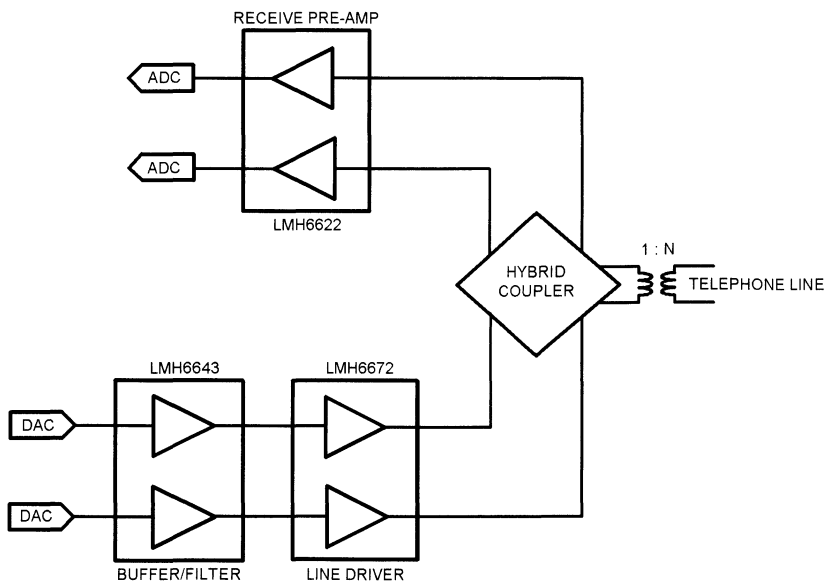 RECEIVE PRE-AMP
ADC
ADC
LMH6622
1 : N
HYBRID
COUPLER
TELEPHONE LINE
LMH6643
LMH6672
DAC
DAC
BUFFER/FILTER
LINE DRIVER